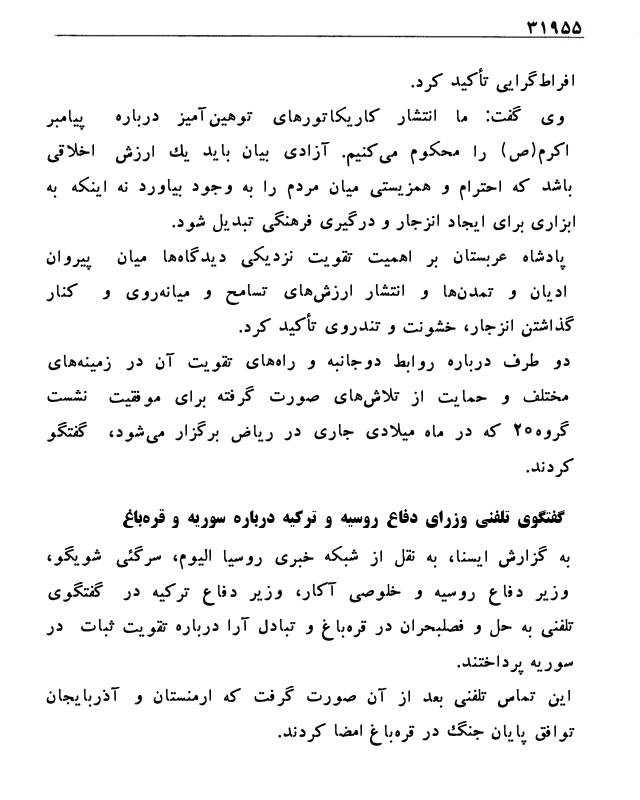 ۳۱۹۵۵
افراط‌گرایی تأکید کرد.
وی گفت: ما انتشار کاریکاتورهای توهین‌آمیز درباره پیامبر
اکرم(ص) را محکوم می‌کنیم. آزادی بیان باید یك ارزش اخلاقی
باشد که احترام و همزیستی میان مردم را به وجود بیاورد نه اینکه به
ابزاری برای ایجاد انزجار و درگیری فرهنگی تبدیل شود.
پادشاه عربستان بر اهمیت تقویت نزدیکی دیدگاه‌ها میان پیروان
ادیان و تمدن‌ها و انتشار ارزش‌های تسامح و میانه‌روی و کنار
گذاشتن انزجار، خشونت و تندروی تأکید کرد.
دو طرف درباره روابط دوجانبه و راه‌های تقویت آن در زمینه‌های
مختلف و حمایت از تلاش‌های صورت گرفته برای موفقیت نشست
گروه۲۰ که در ماه میلادی جاری در ریاض برگزار می‌شود، گفتگو
کردند.
گفتگوی تلفنی وزرای دفاع روسیه و ترکیه درباره سوریه و قره‌باغ
به گزارش ایسنا، به نقل از شبکه خبری روسیا الیوم، سرگئی شویگو،
وزیر دفاع روسیه و خلوصی آکار، وزیر دفاع ترکیه در گفتگوی
تلفنی به حل و فصلبحران در قره‌باغ و تبادل آرا درباره تقویت ثبات در
سوریه پرداختند.
این تماس تلفنی بعد از آن صورت گرفت که ارمنستان و آذربایجان
توافق پایان جنگ در قره‌باغ امضا کردند.